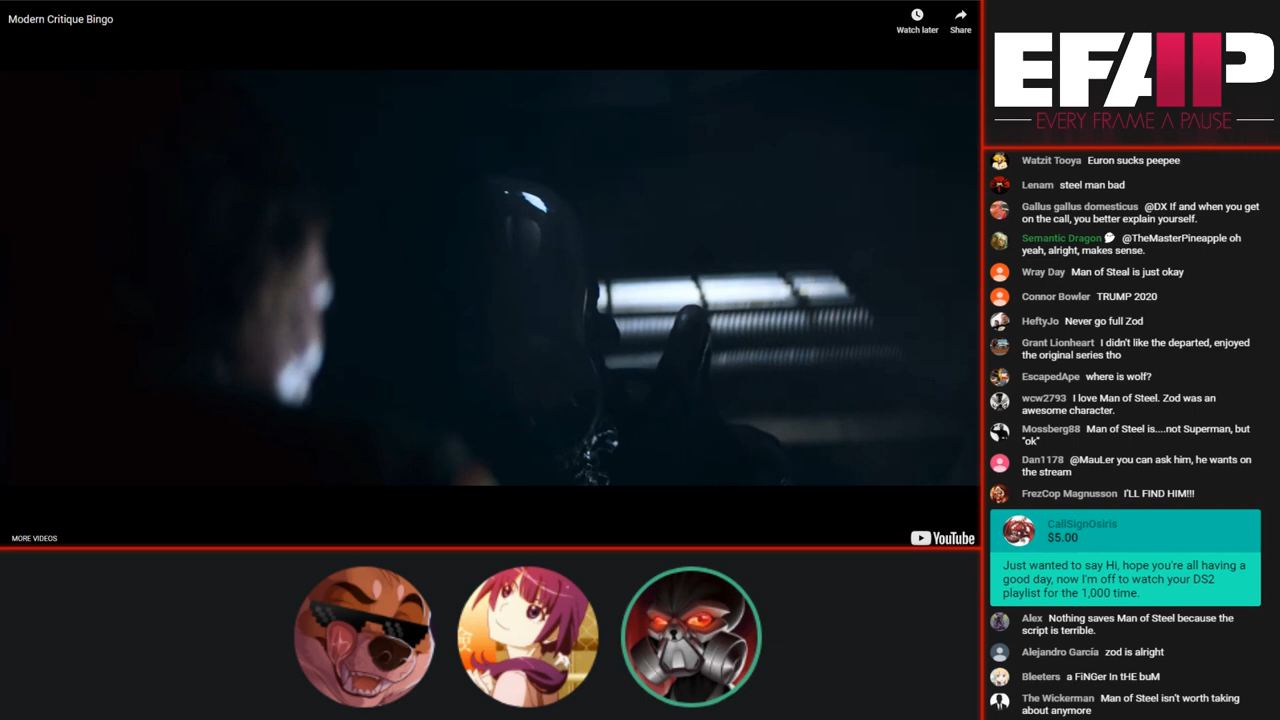 Modern Critique Bingo
Watch later
Share
MORE VIDEOS
YouTube
EFAP
EVERY FRAME A PAUSE
Watzit Tooya Euron sucks peepee
Lenam steel man bad
Gallus gallus domesticus @DX If and when you get
on the call, you better explain yourself.
Semantic Dragon @TheMasterPineapple oh
yeah, alright, makes sense.
Wray Day Man of Steal is just okay
Connor Bowler TRUMP 2020
HeftyJo Never go full Zod
Grant Lionheart I didn't like the departed, enjoyed
the original series tho
EscapedApe where is wolf?
wcw2793 I love Man of Steel. Zod was an
awesome character.
Mossberg88 Man of Steel is....not Superman, but
"ok"
Dan1178 @MauLer you can ask him, he wants on
the stream
FrezCop Magnusson I'LL FIND HIM!!!
CallSignOsiris
$5.00
Just wanted to say Hi, hope you're all having a
good day, now I'm off to watch your DS2
playlist for the 1,000 time.
Alex Nothing saves Man of Steel because the
script is terrible.
Alejandro García zod is alright
Bleeters a FiNGer In tHE buM
The Wickerman Man of Steel isn't worth taking
about anymore